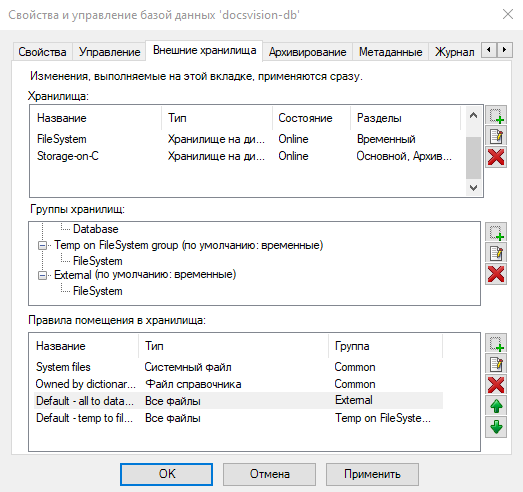 Свойства и управление базой данных 'docsvision-db'
Свойства Управление Внешние хранилища Архивирование Метаданные Журнал
Изменения, выполняемые на этой вкладке, применяются сразу.
Хранилища:
Название Тип Состояние Разделы
FileSystem Хранилище на ди... Online Временный
Storage-on-C Хранилище на ди... Online Основной, Архив...
Группы хранилищ:
Database
Temp on FileSystem group (по умолчанию: временные)
FileSystem
External (по умолчанию: временные)
FileSystem
Правила помещения в хранилища:
Название Тип Группа
System files Системный файл Common
Owned by dictionar... Файл справочника Common
Default - all to data... Все файлы External
Default - temp to fil... Все файлы Temp on FileSyste...
OK Отмена Применить